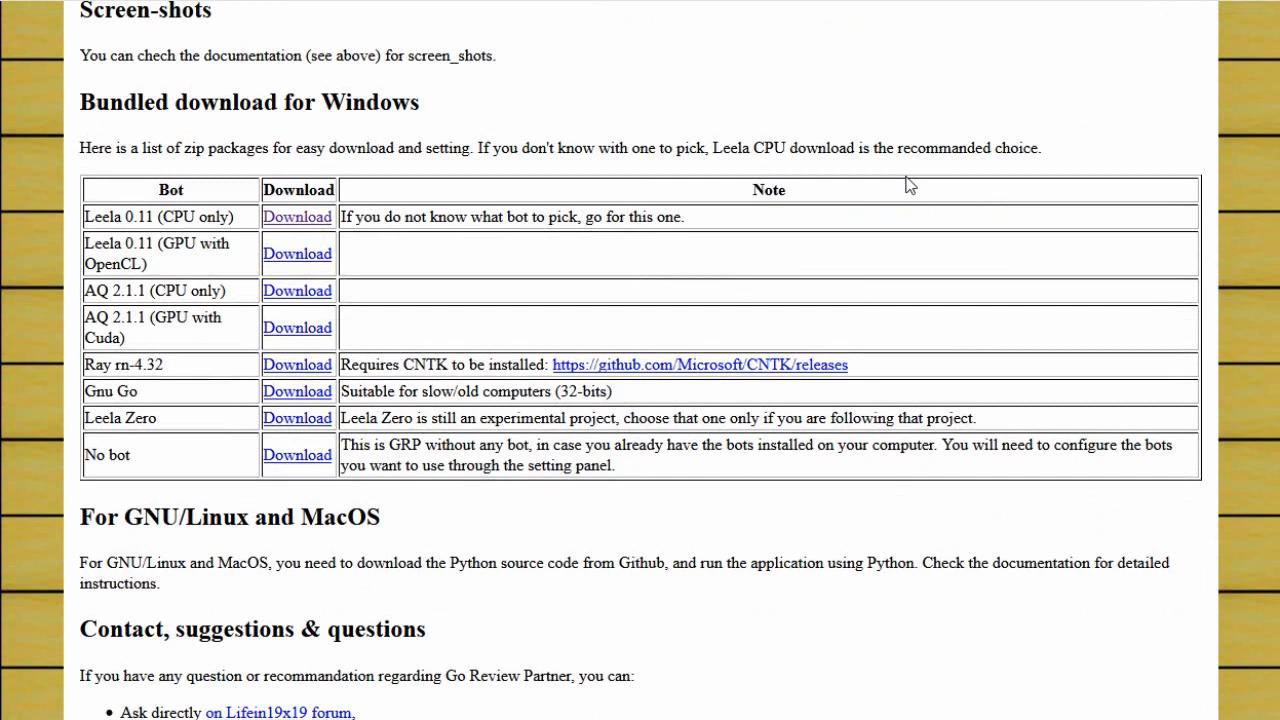 Screen-shots
You can chech the documentation (see above) for screen_shots.
Bundled download for Windows
Here is a list of zip packages for easy download and setting. If you don't know with one to pick, Leela CPU download is the recommanded choice.
Bot Download Note
Leela 0.11 (CPU only) Download If you do not know what bot to pick, go for this one.
Leela 0.11 (GPU with
OpenCL) Download
AQ 2.1.1 (CPU only) Download
AQ 2.1.1 (GPU with
Cuda) Download
Ray rn-4.32 Download Requires CNTK to be installed: https://github.com/Microsoft/CNTK/releases
Gnu Go Download Suitable for slow/old computers (32-bits)
Leela Zero Download Leela Zero is still an experimental project, choose that one only if you are following that project.
No bot Download This is GRP without any bot, in case you already have the bots installed on your computer. You will need to configure the bots
you want to use through the setting panel.
For GNU/Linux and MacOS
For GNU/Linux and MacOS, you need to download the Python source code from Github, and run the application using Python. Check the documentation for detailed
instructions.
Contact, suggestions & questions
If you have any question or recommandation regarding Go Review Partner, you can:
• Ask directly on Lifein19x19 forum,